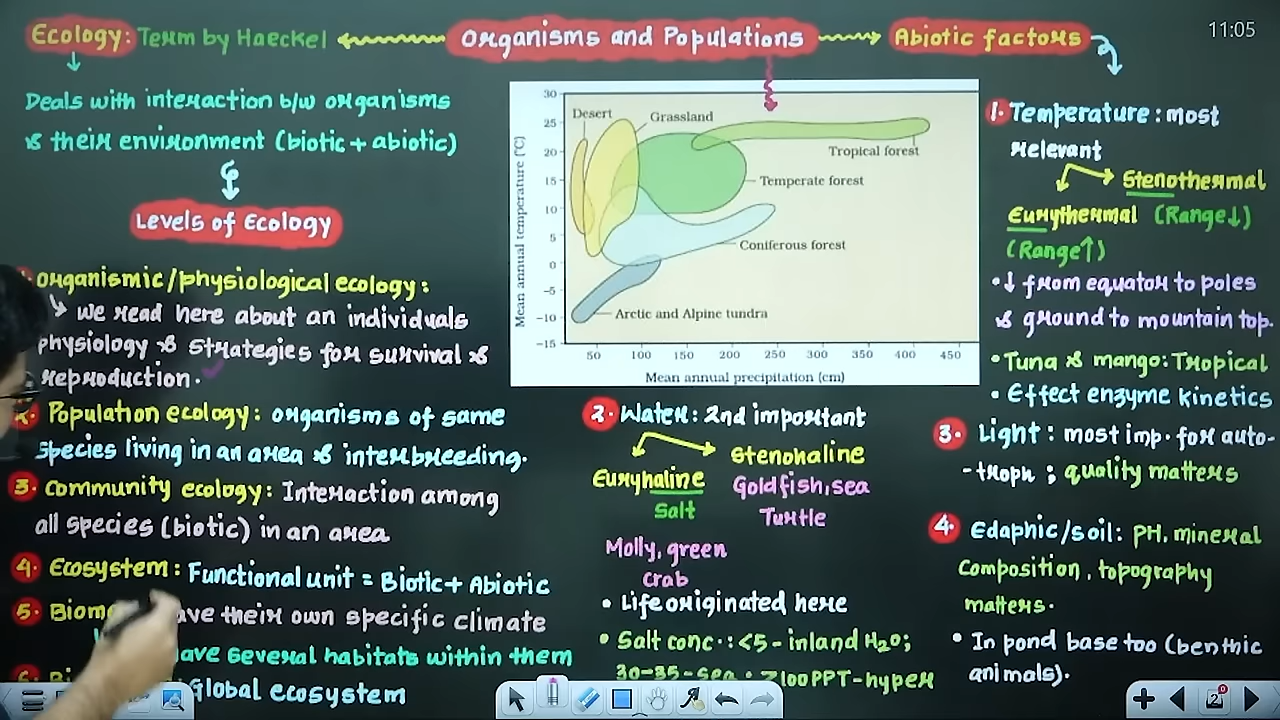 Ecology: Term by Haeckel
Organisms and Populations
Abiotic factors
11:05
Deals with interaction b/w organisms
& their environment (biotic + abiotic)
Levels of Ecology
organismic/physiological ecology:
we read here about an individuals
physiology & strategies for survival &
reproduction.
2. Population ecology: organisms of same
species living in an area & interbreeding.
3. Community ecology: Interaction among
all species (biotic) in an area
4. Ecosystem: Functional unit = Biotic + Abiotic
5. their own specific climate
several habitats within them
Global ecosystem
Mean annual temperature (°C)
30
25
20
15
10
5
0
-5
-10
-15
Desert
Grassland
Tropical forest
Temperate forest
Coniferous forest
Arctic and Alpine tundra
50 100 150 200 250 300 350 400 450
Mean annual precipitation (cm)
2. Water: 2nd important
Euryhaline
Salt
Stenohaline
Goldfish, sea
Turtle
Molly, green
crab
• Life originated here
• Salt conc.: <5 - inland H₂O;
30-35-sea; >100 PPT-hyper
1. Temperature: most
relevant
Stenothermal
Eurythermal (Range↓)
(Range↑)
• ↓ from equator to poles
& ground to mountain top.
• Tuna & mango: Tropical
• Effect enzyme kinetics
3. Light: most imp. for auto-
-troph; quality matters
4. Edaphic/soil: PH, mineral
composition, topography
matters.
• In pond base too (benthic
animals).
2
0